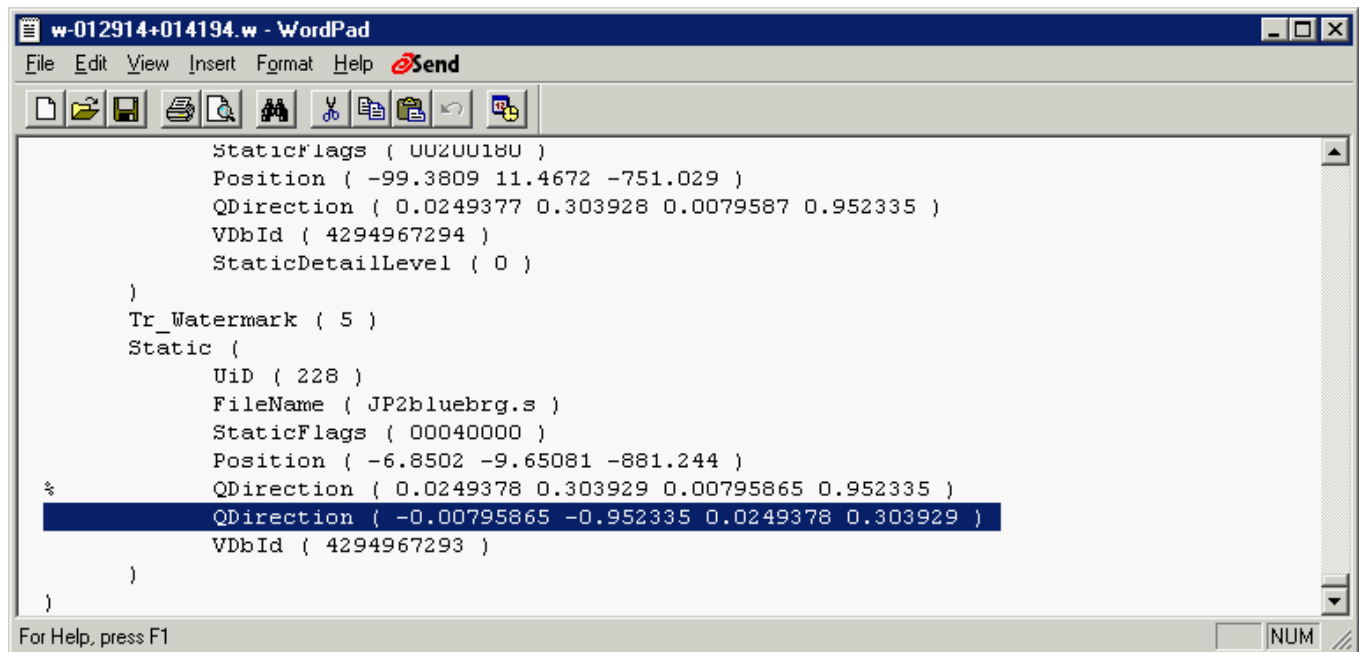 w-012914+014194.w - WordPad
File Edit View Insert Format Help eSend
StaticFlags ( 00200180 )
Position ( -99.3809 11.4672 -751.029 )
QDirection ( 0.0249377 0.303928 0.0079587 0.952335 )
VDbId ( 4294967294 )
StaticDetailLevel ( 0 )
)
Tr_Watermark ( 5 )
Static (
UiD ( 228 )
FileName ( JP2bluebrg.s )
StaticFlags ( 00040000 )
Position ( -6.8502 -9.65081 -881.244 )
% QDirection ( 0.0249378 0.303929 0.00795865 0.952335 )
QDirection ( -0.00795865 -0.952335 0.0249378 0.303929 )
VDbId ( 4294967293 )
)
)
For Help, press F1 NUM